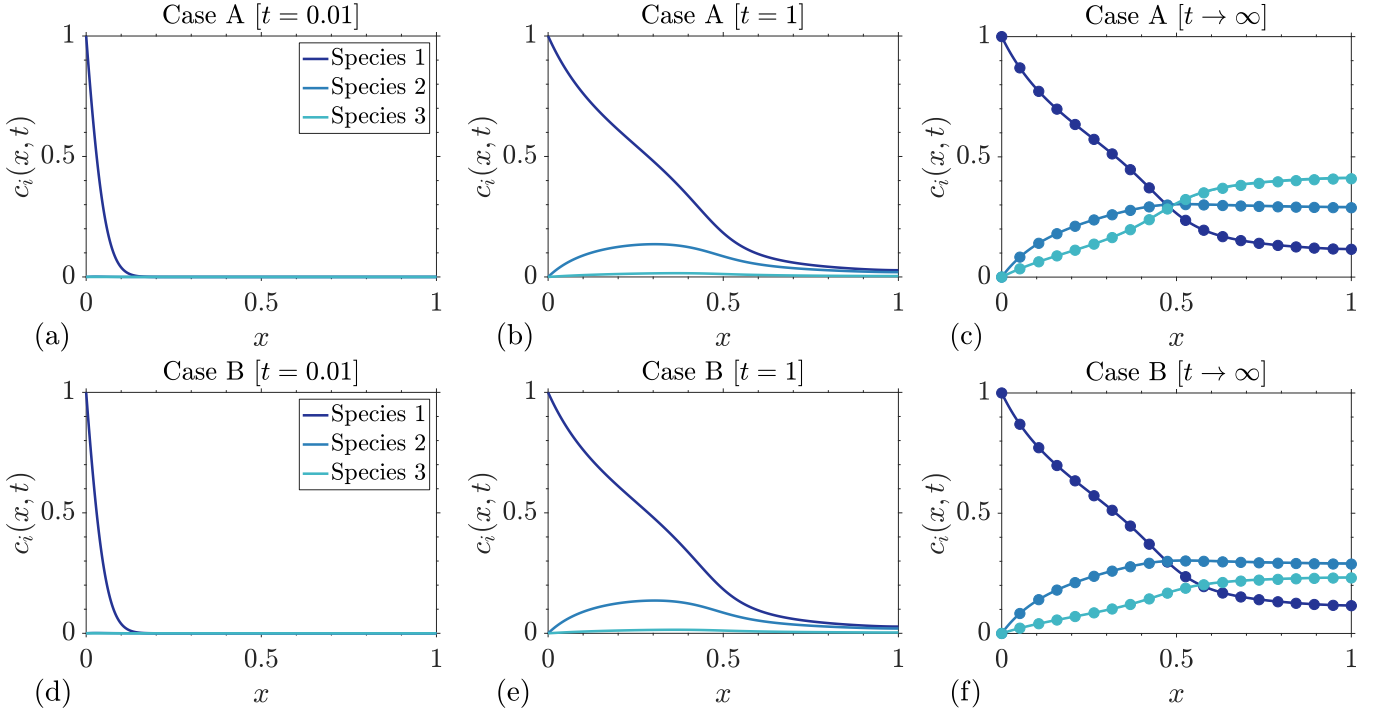 Case A [t = 0.01]
1
0.5
0
c_i(x, t)
Species 1
Species 2
Species 3
0 0.5 1
(a) x
Case A [t = 1]
1
0.5
0
c_i(x, t)
0 0.5 1
(b) x
Case A [t → ∞]
1
0.5
0
c_i(x, t)
0 0.5 1
(c) x
Case B [t = 0.01]
1
0.5
0
c_i(x, t)
Species 1
Species 2
Species 3
0 0.5 1
(d) x
Case B [t = 1]
1
0.5
0
c_i(x, t)
0 0.5 1
(e) x
Case B [t → ∞]
1
0.5
0
c_i(x, t)
0 0.5 1
(f) x